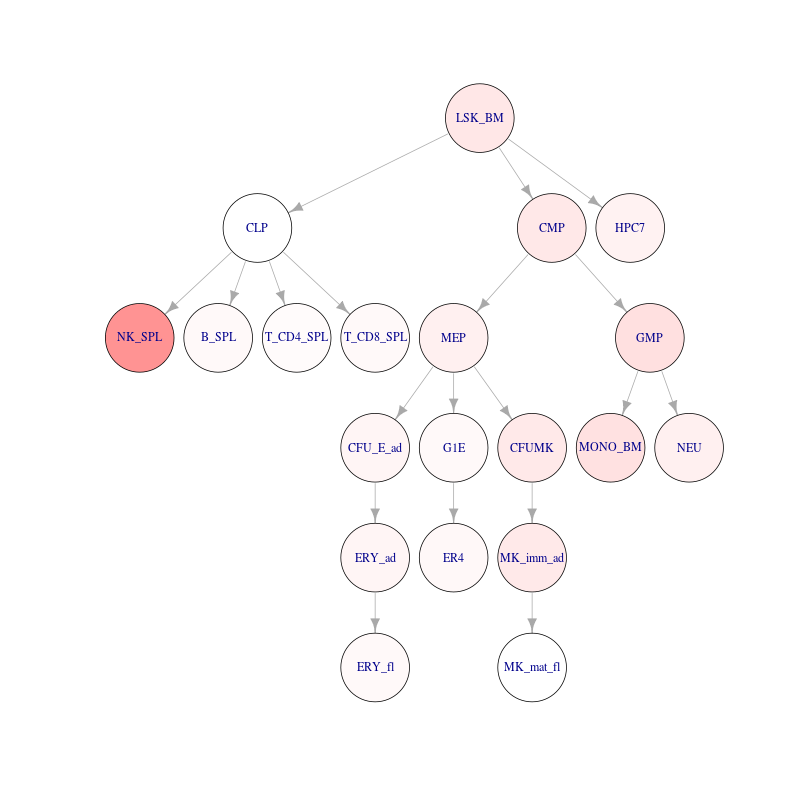 LSK_BM
CLP
CMP
HPC7
NK_SPL
B_SPL
T_CD4_SPL
T_CD8_SPL
MEP
GMP
CFU_E_ad
G1E
CFUMK
MONO_BM
NEU
ERY_ad
ER4
MK_imm_ad
ERY_fl
MK_mat_fl